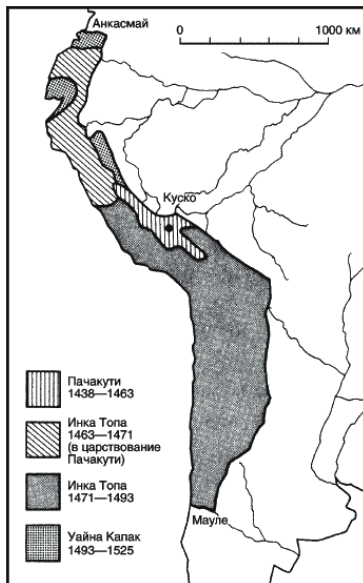 Анкасмай
0 1000 км
Куско
Пачакути
1438—1463
Инка Топа
1463—1471
(в царствование
Пачакути)
Инка Топа
1471—1493
Уайна Капак
1493—1525
Мауле